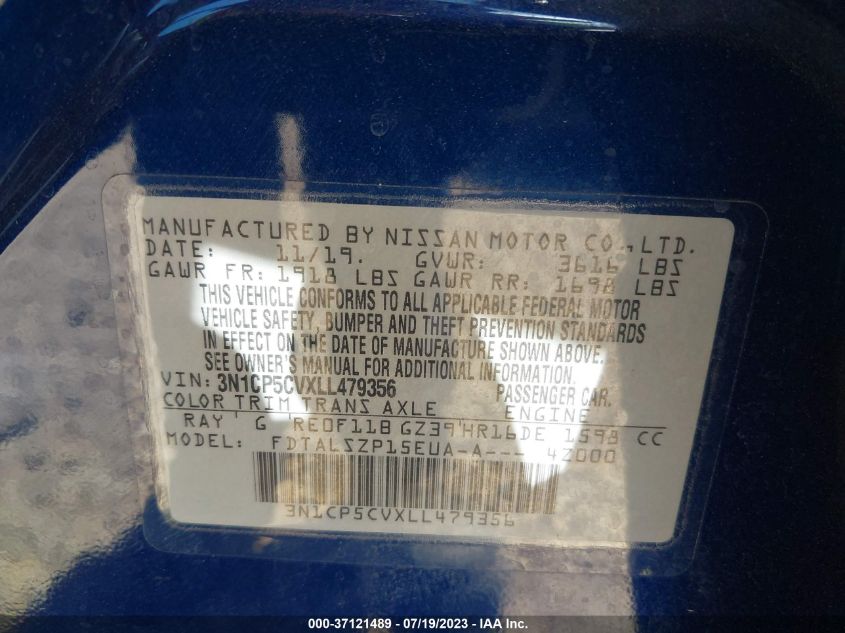 MANUFACTURED BY NISSAN MOTOR CO., LTD.
DATE: 11/19. GVWR: 3616 LBS
GAWR FR: 1918 LBS GAWR RR: 1698 LBS
THIS VEHICLE CONFORMS TO ALL APPLICABLE FEDERAL MOTOR
VEHICLE SAFETY, BUMPER AND THEFT PREVENTION STANDARDS
IN EFFECT ON THE DATE OF MANUFACTURE SHOWN ABOVE.
SEE OWNER'S MANUAL FOR ADDITIONAL INFORMATION.
VIN: 3N1CP5CVXLL479356 PASSENGER CAR.
COLOR TRIM TRANS AXLE ENGINE
RAY ' G ' RE0F11B GZ39 'HR16DE 1598 CC
MODEL: FDTALSZP15EUA-A--- 42000
3N1CP5CVXLL479356
000-37121489 - 07/19/2023 - © IAA Inc.